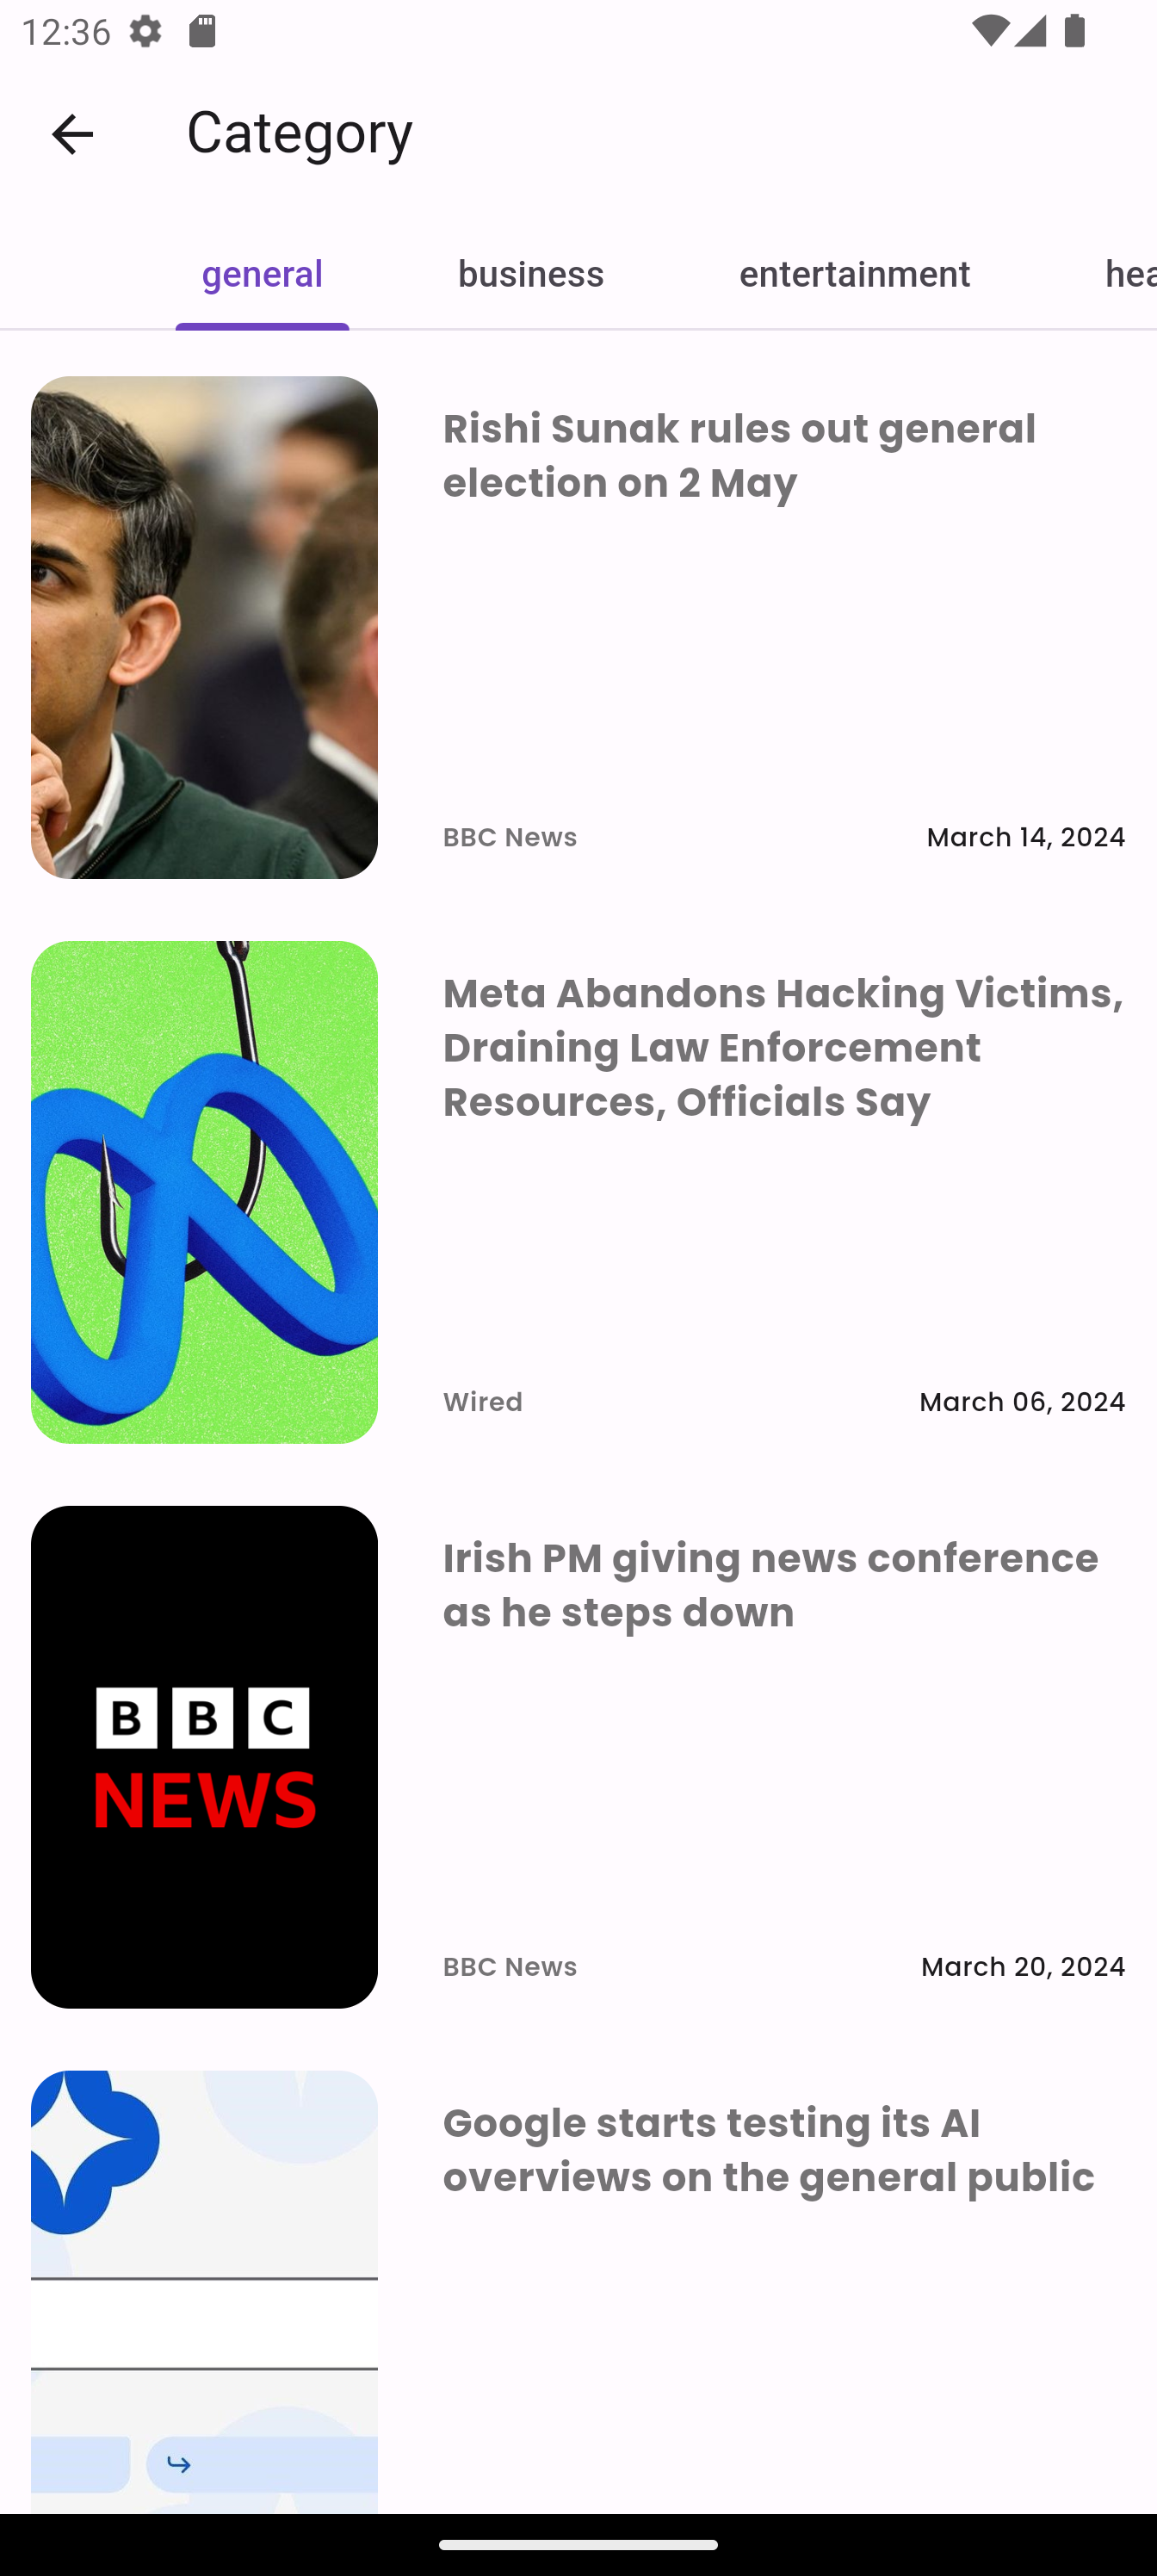 12:36
Category
general
business
entertainment
hea
Rishi Sunak rules out general
election on 2 May
BBC News
March 14, 2024
Meta Abandons Hacking Victims,
Draining Law Enforcement
Resources, Officials Say
Wired
March 06, 2024
BBC
NEWS
Irish PM giving news conference
as he steps down
BBC News
March 20, 2024
Google starts testing its AI
overviews on the general public